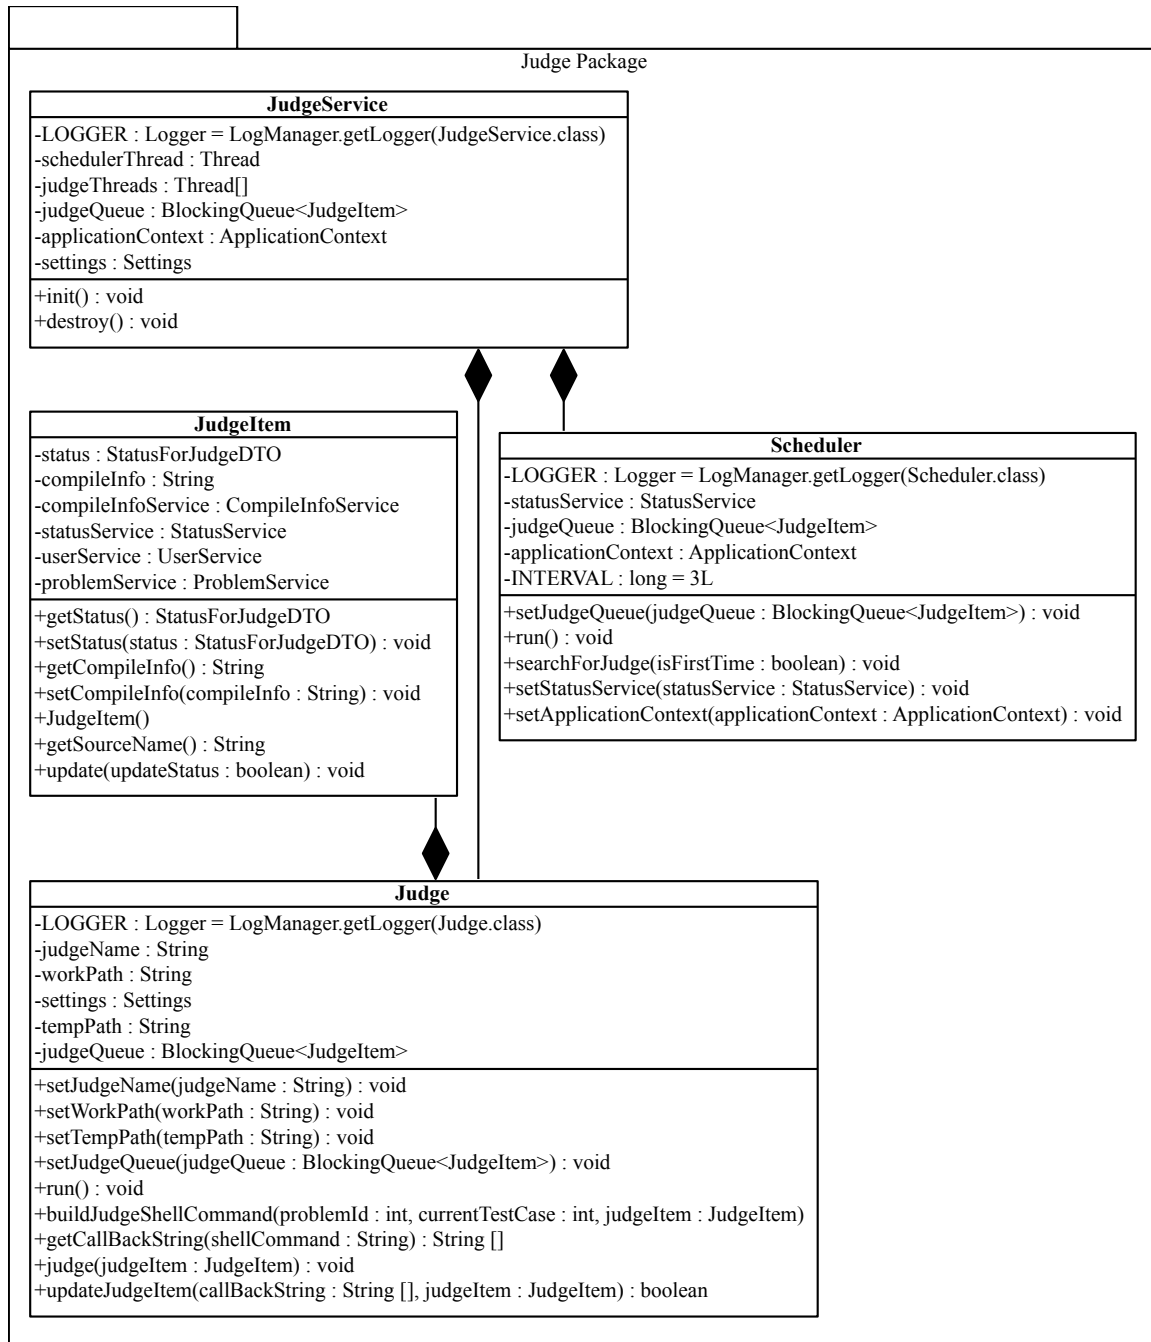 Judge Package
JudgeService
-LOGGER : Logger = LogManager.getLogger(JudgeService.class)
-schedulerThread : Thread
-judgeThreads : Thread[]
-judgeQueue : BlockingQueue<JudgeItem>
-applicationContext : ApplicationContext
-settings : Settings
+init() : void
+destroy() : void
JudgeItem
-status : StatusForJudgeDTO
-compileInfo : String
-compileInfoService : CompileInfoService
-statusService : StatusService
-userService : UserService
-problemService : ProblemService
+getStatus() : StatusForJudgeDTO
+setStatus(status : StatusForJudgeDTO) : void
+getCompileInfo() : String
+setCompileInfo(compileInfo : String) : void
+JudgeItem()
+getSourceName() : String
+update(updateStatus : boolean) : void
Scheduler
-LOGGER : Logger = LogManager.getLogger(Scheduler.class)
-statusService : StatusService
-judgeQueue : BlockingQueue<JudgeItem>
-applicationContext : ApplicationContext
-INTERVAL : long = 3L
+setJudgeQueue(judgeQueue : BlockingQueue<JudgeItem>) : void
+run() : void
+searchForJudge(isFirstTime : boolean) : void
+setStatusService(statusService : StatusService) : void
+setApplicationContext(applicationContext : ApplicationContext) : void
Judge
-LOGGER : Logger = LogManager.getLogger(Judge.class)
-judgeName : String
-workPath : String
-settings : Settings
-tempPath : String
-judgeQueue : BlockingQueue<JudgeItem>
+setJudgeName(judgeName : String) : void
+setWorkPath(workPath : String) : void
+setTempPath(tempPath : String) : void
+setJudgeQueue(judgeQueue : BlockingQueue<JudgeItem>) : void
+run() : void
+buildJudgeShellCommand(problemId : int, currentTestCase : int, judgeItem : JudgeItem)
+getCallBackString(shellCommand : String) : String []
+judge(judgeItem : JudgeItem) : void
+updateJudgeItem(callBackString : String [], judgeItem : JudgeItem) : boolean